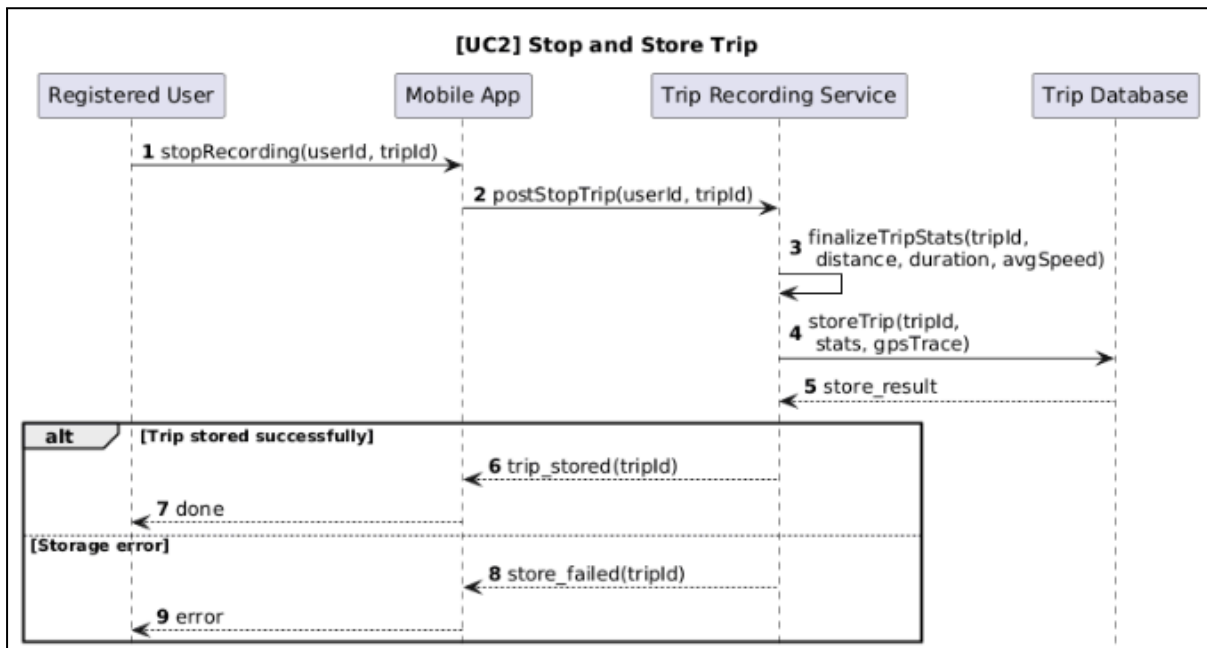 [UC2] Stop and Store Trip
Registered User
Mobile App
Trip Recording Service
Trip Database
1 stopRecording(userId, tripId)
2 postStopTrip(userId, tripId)
3 finalizeTripStats(tripId,
distance, duration, avgSpeed)
4 storeTrip(tripId,
stats, gpsTrace)
5 store_result
alt [Trip stored successfully]
6 trip_stored(tripId)
7 done
[Storage error]
8 store_failed(tripId)
9 error